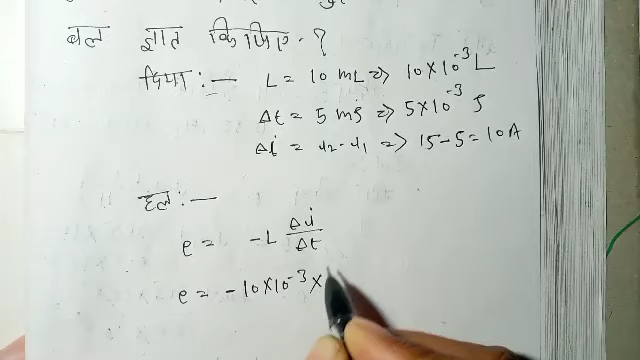 बल ज्ञात किजिए ?
दिया :— L = 10 mL => 10×10⁻³ L
Δt = 5 ms => 5×10⁻³ s
Δi = i₂-i₁ => 15-5=10A
हल :—
e = -L Δi/Δt
e = -10×10⁻³ ×